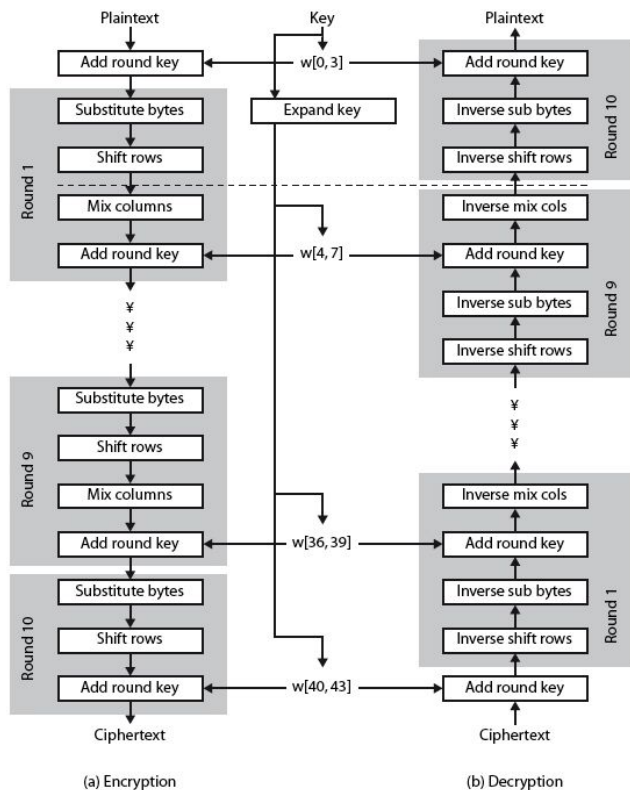 Plaintext
Add round key
Substitute bytes
Shift rows
Mix columns
Add round key
Round 1
¥
¥
¥
Substitute bytes
Shift rows
Mix columns
Add round key
Round 9
Substitute bytes
Shift rows
Add round key
Round 10
Ciphertext
(a) Encryption
Key
w[0, 3]
Expand key
w[4, 7]
w[36, 39]
w[40, 43]
Plaintext
Add round key
Inverse sub bytes
Inverse shift rows
Round 10
Inverse mix cols
Add round key
Inverse sub bytes
Inverse shift rows
Round 9
¥
¥
¥
Inverse mix cols
Add round key
Inverse sub bytes
Inverse shift rows
Round 1
Add round key
Ciphertext
(b) Decryption